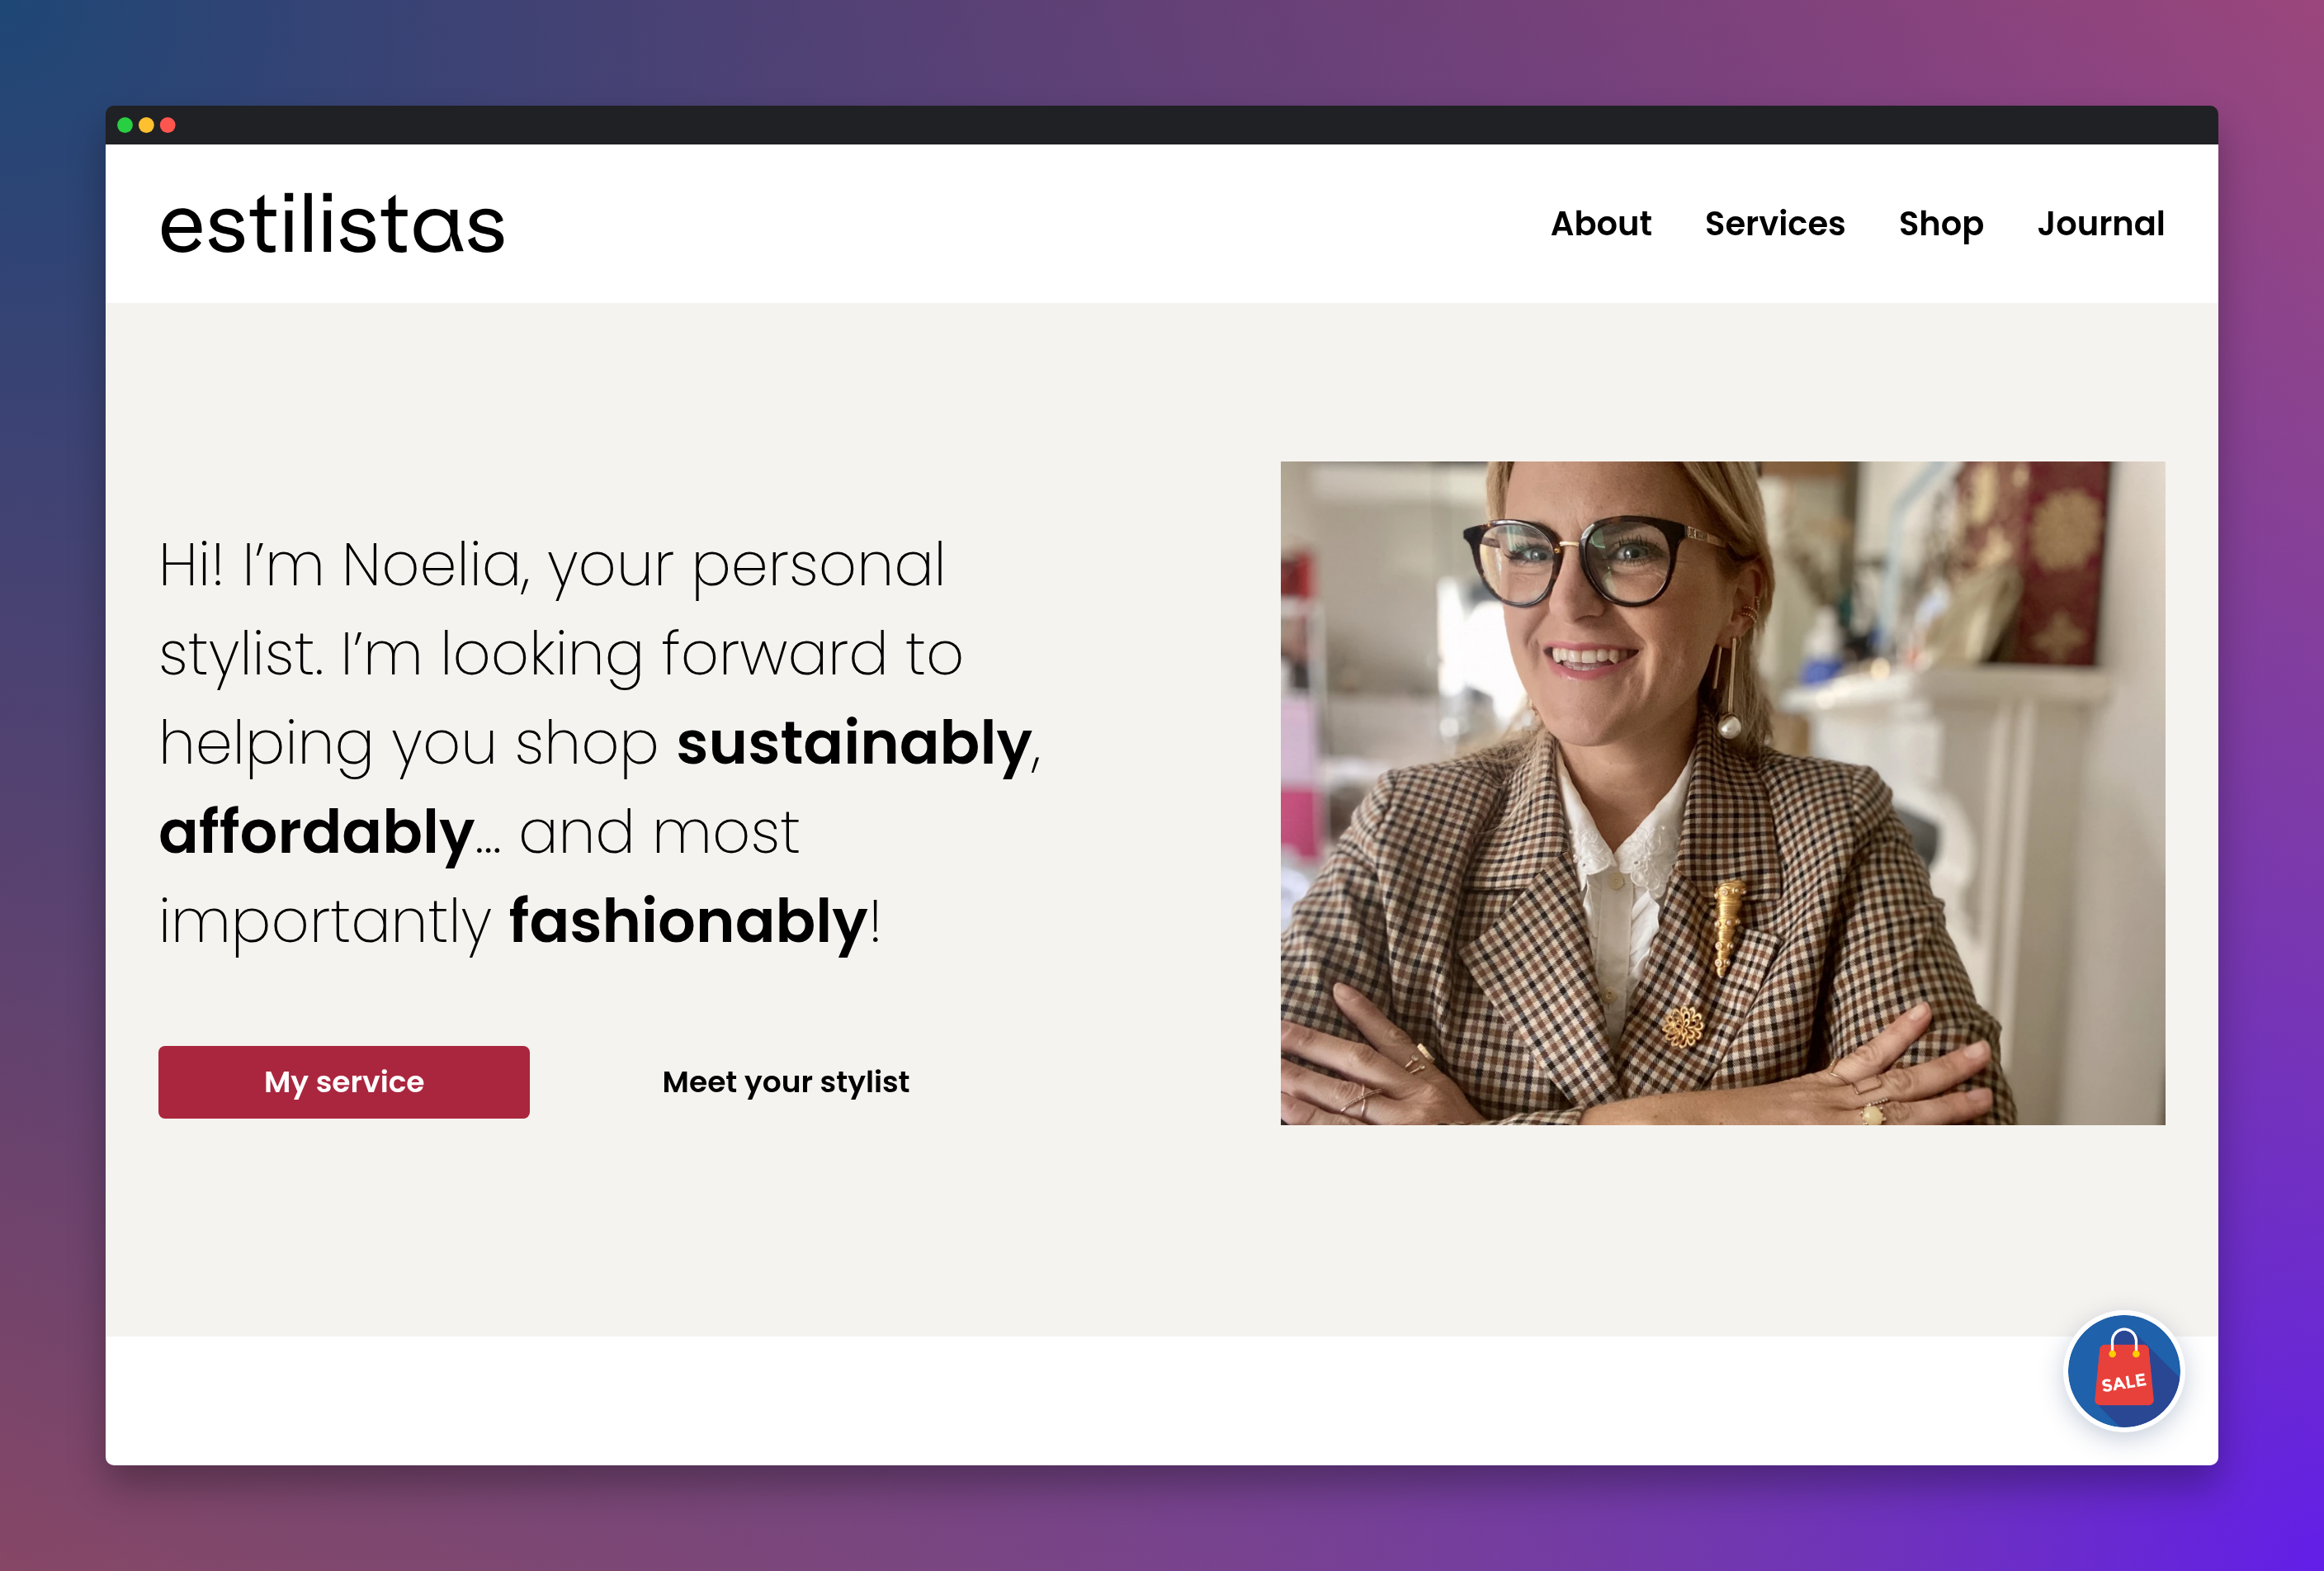 estilistas
About Services Shop Journal
Hi! I’m Noelia, your personal
stylist. I’m looking forward to
helping you shop sustainably,
affordably... and most
importantly fashionably!
My service Meet your stylist
SALE